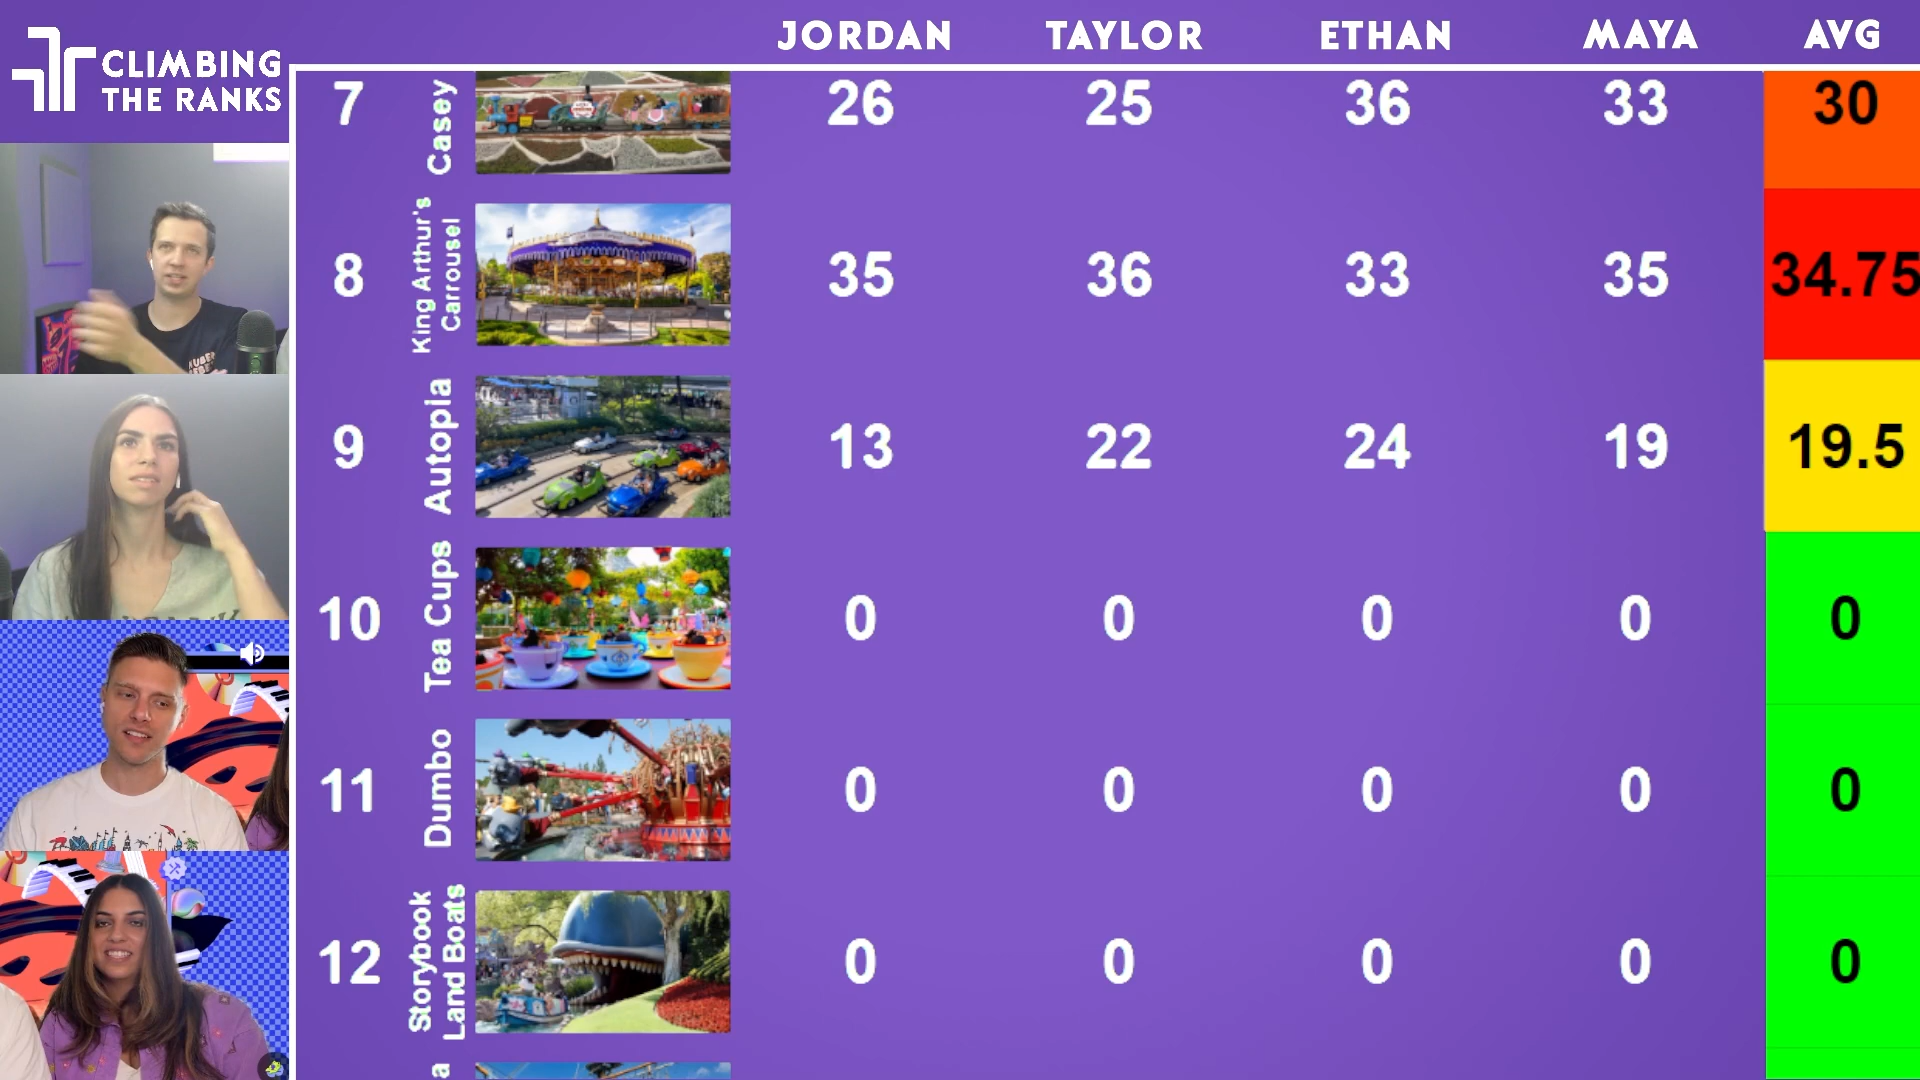 CLIMBING
THE RANKS
JORDAN TAYLOR ETHAN MAYA AVG
7 Casey 26 25 36 33 30
8 King Arthur's
Carrousel 35 36 33 35 34.75
9 Autopia 13 22 24 19 19.5
10 Tea Cups 0 0 0 0 0
11 Dumbo 0 0 0 0 0
12 Storybook
Land Boats 0 0 0 0 0
a